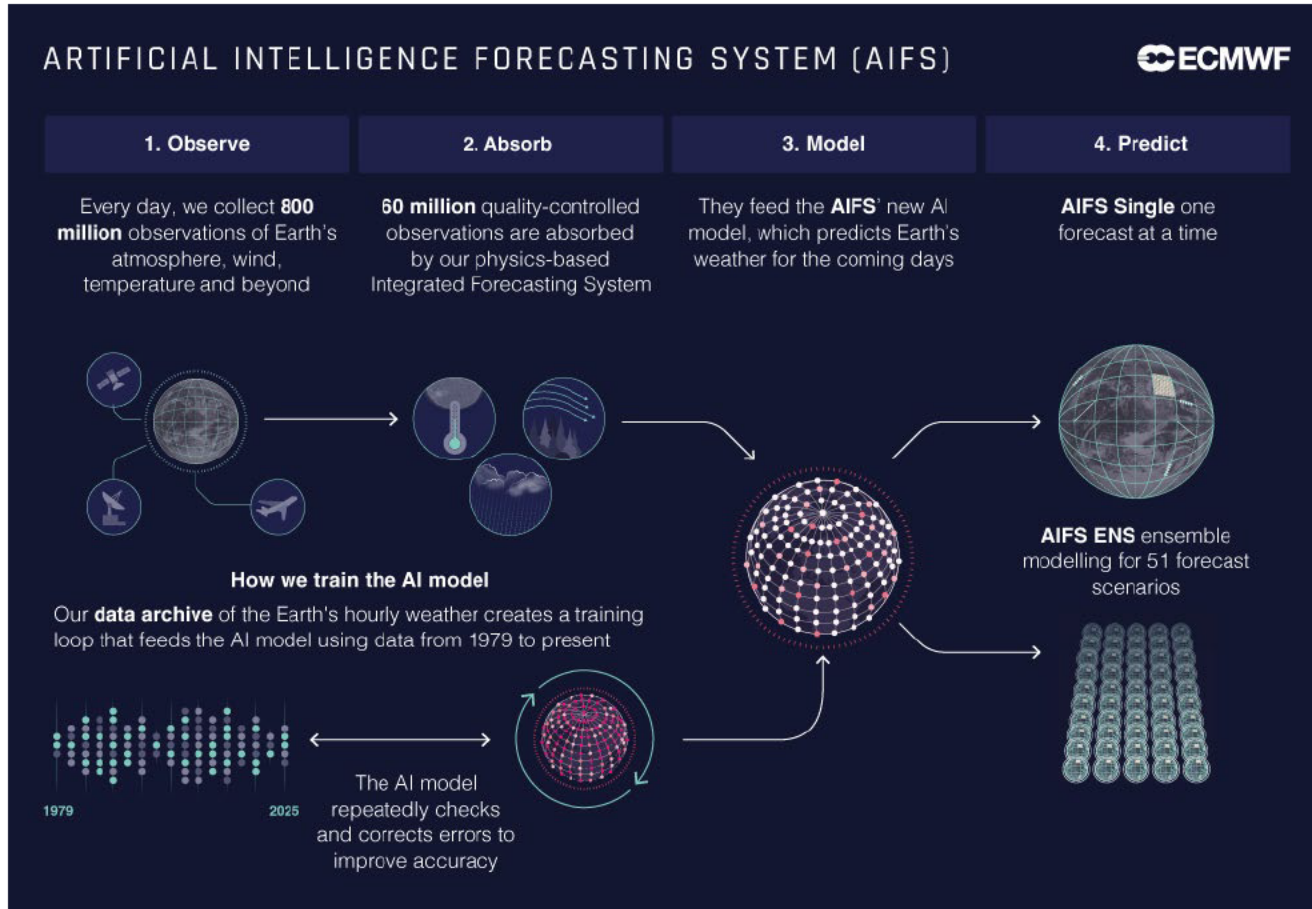 ARTIFICIAL INTELLIGENCE FORECASTING SYSTEM (AIFS)
ECMWF
1. Observe
Every day, we collect 800
million observations of Earth's
atmosphere, wind,
temperature and beyond
2. Absorb
60 million quality-controlled
observations are absorbed
by our physics-based
Integrated Forecasting System
3. Model
They feed the AIFS' new AI
model, which predicts Earth's
weather for the coming days
4. Predict
AIFS Single one
forecast at a time
AIFS ENS ensemble
modelling for 51 forecast
scenarios
How we train the AI model
Our data archive of the Earth's hourly weather creates a training
loop that feeds the AI model using data from 1979 to present
1979
2025
The AI model
repeatedly checks
and corrects errors to
improve accuracy